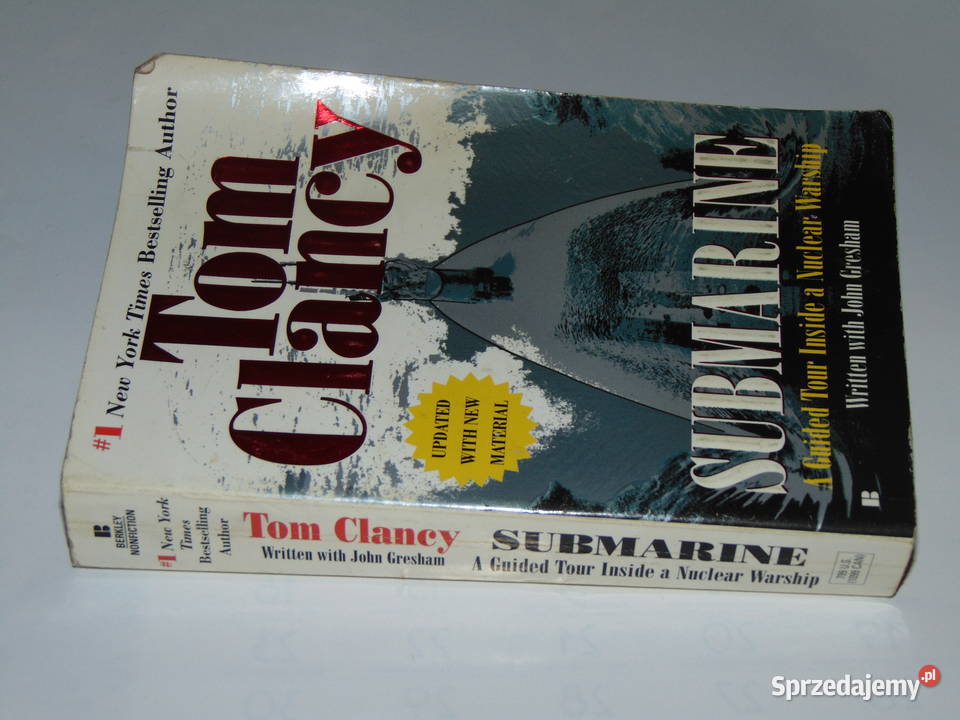 #1 New York Times Bestselling Author
Tom
Clancy
UPDATED
WITH NEW
MATERIAL
SUBMARINE
A Guided Tour Inside a Nuclear Warship
Written with John Gresham
B
B
BERKLEY
NONFICTION
#1 New York
Times
Bestselling
Author
Tom Clancy
Written with John Gresham
SUBMARINE
A Guided Tour Inside a Nuclear Warship
Sprzedajemy.pl